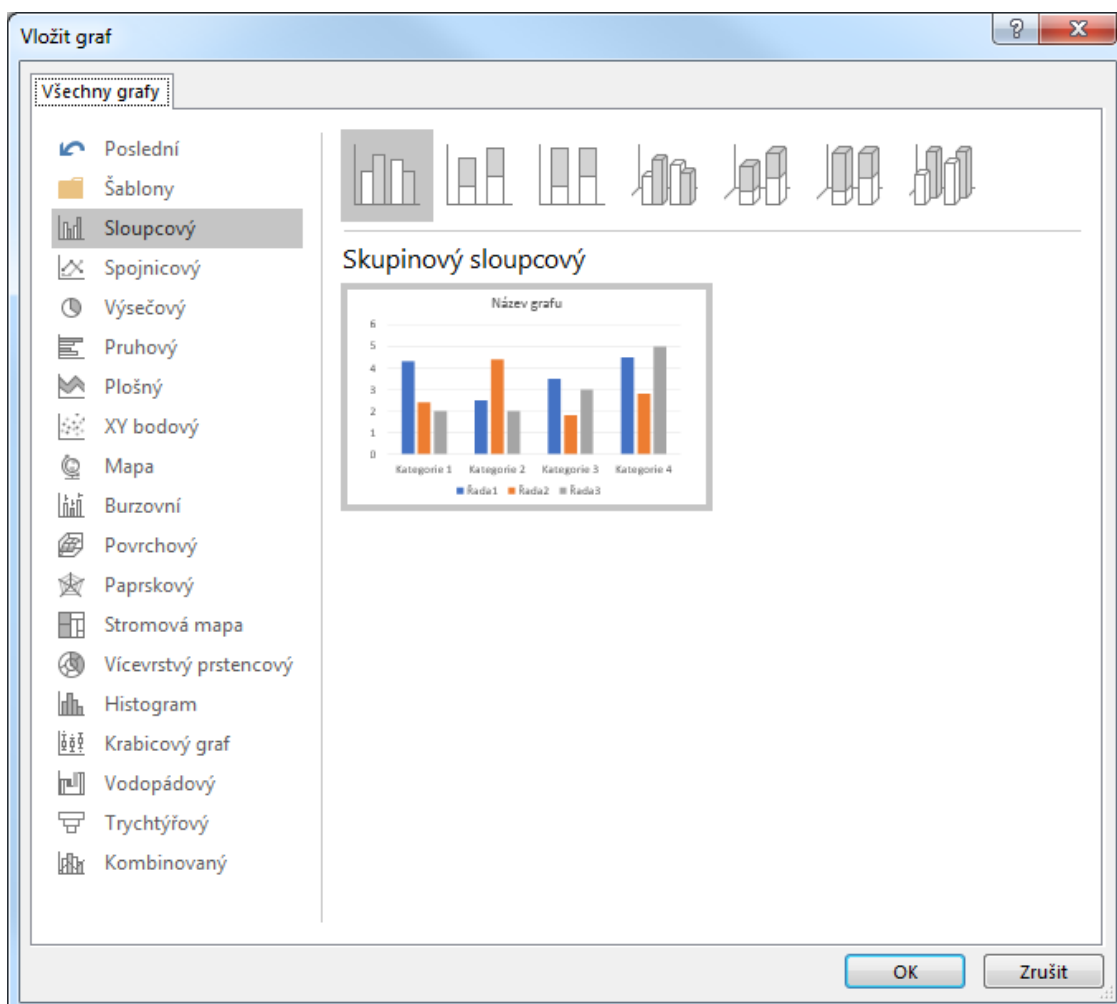 Vložit graf
Všechny grafy
Poslední
Šablony
Sloupcový
Spojnicový
Výsečový
Pruhový
Plošný
XY bodový
Mapa
Burzovní
Povrchový
Paprskový
Stromová mapa
Vícevrstvý prstencový
Histogram
Krabicový graf
Vodopádový
Trychtýřový
Kombinovaný
Skupinový sloupcový
Název grafu
6
5
4
3
2
1
0
Kategorie 1 Kategorie 2 Kategorie 3 Kategorie 4
Řada1 Řada2 Řada3
OK Zrušit